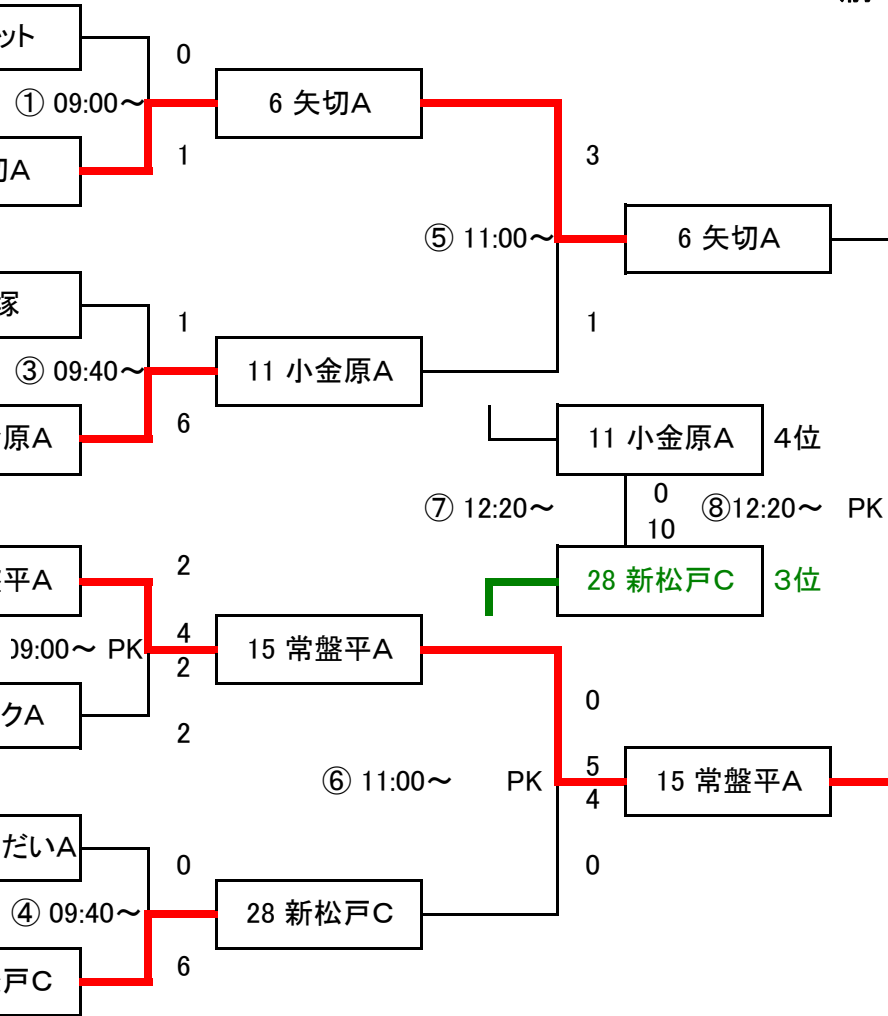 ット
0
① 09:00～
6 矢切A
1
切A
3
⑤ 11:00～
6 矢切A
塚
1
1
③ 09:40～
11 小金原A
6
原A
11 小金原A
4位
⑦ 12:20～
0
⑧12:20～ PK
10
2
平A
28 新松戸C
3位
4
09:00～ PK
15 常盤平A
2
クA
2
0
⑥ 11:00～ PK
5
15 常盤平A
4
だいA
0
0
④ 09:40～
28 新松戸C
6
戸C